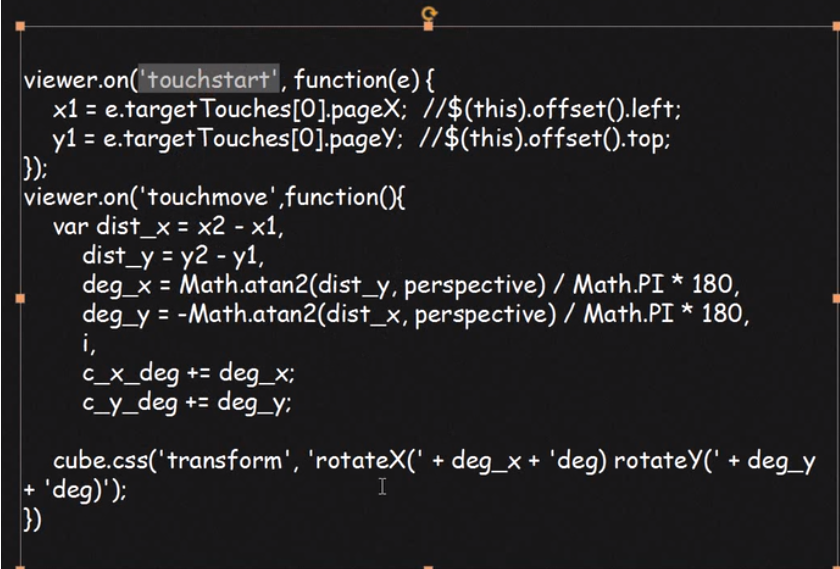 viewer.on('touchstart', function(e) {
x1 = e.targetTouches[0].pageX;  //$(this).offset().left;
y1 = e.targetTouches[0].pageY;  //$(this).offset().top;
});
viewer.on('touchmove',function(){
var dist_x = x2 - x1,
dist_y = y2 - y1,
deg_x = Math.atan2(dist_y, perspective) / Math.PI * 180,
deg_y = -Math.atan2(dist_x, perspective) / Math.PI * 180,
i,
c_x_deg += deg_x;
c_y_deg += deg_y;
cube.css('transform', 'rotateX(' + deg_x + 'deg) rotateY(' + deg_y
+ 'deg)');
})